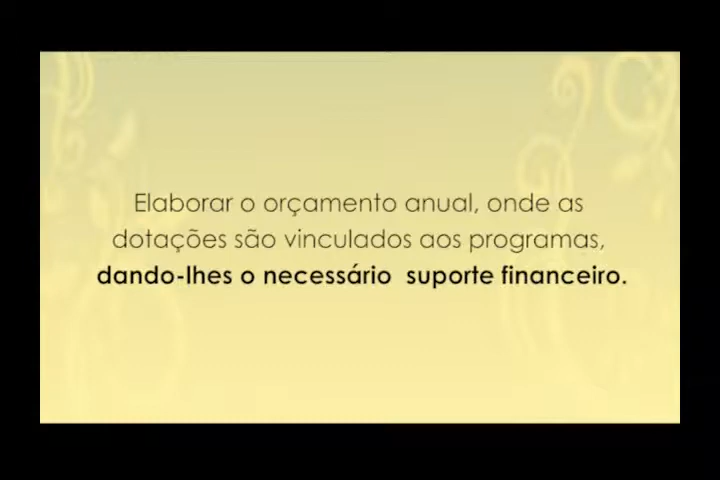 Elaborar o orçamento anual, onde as
dotações são vinculados aos programas,
dando-lhes o necessário suporte financeiro.